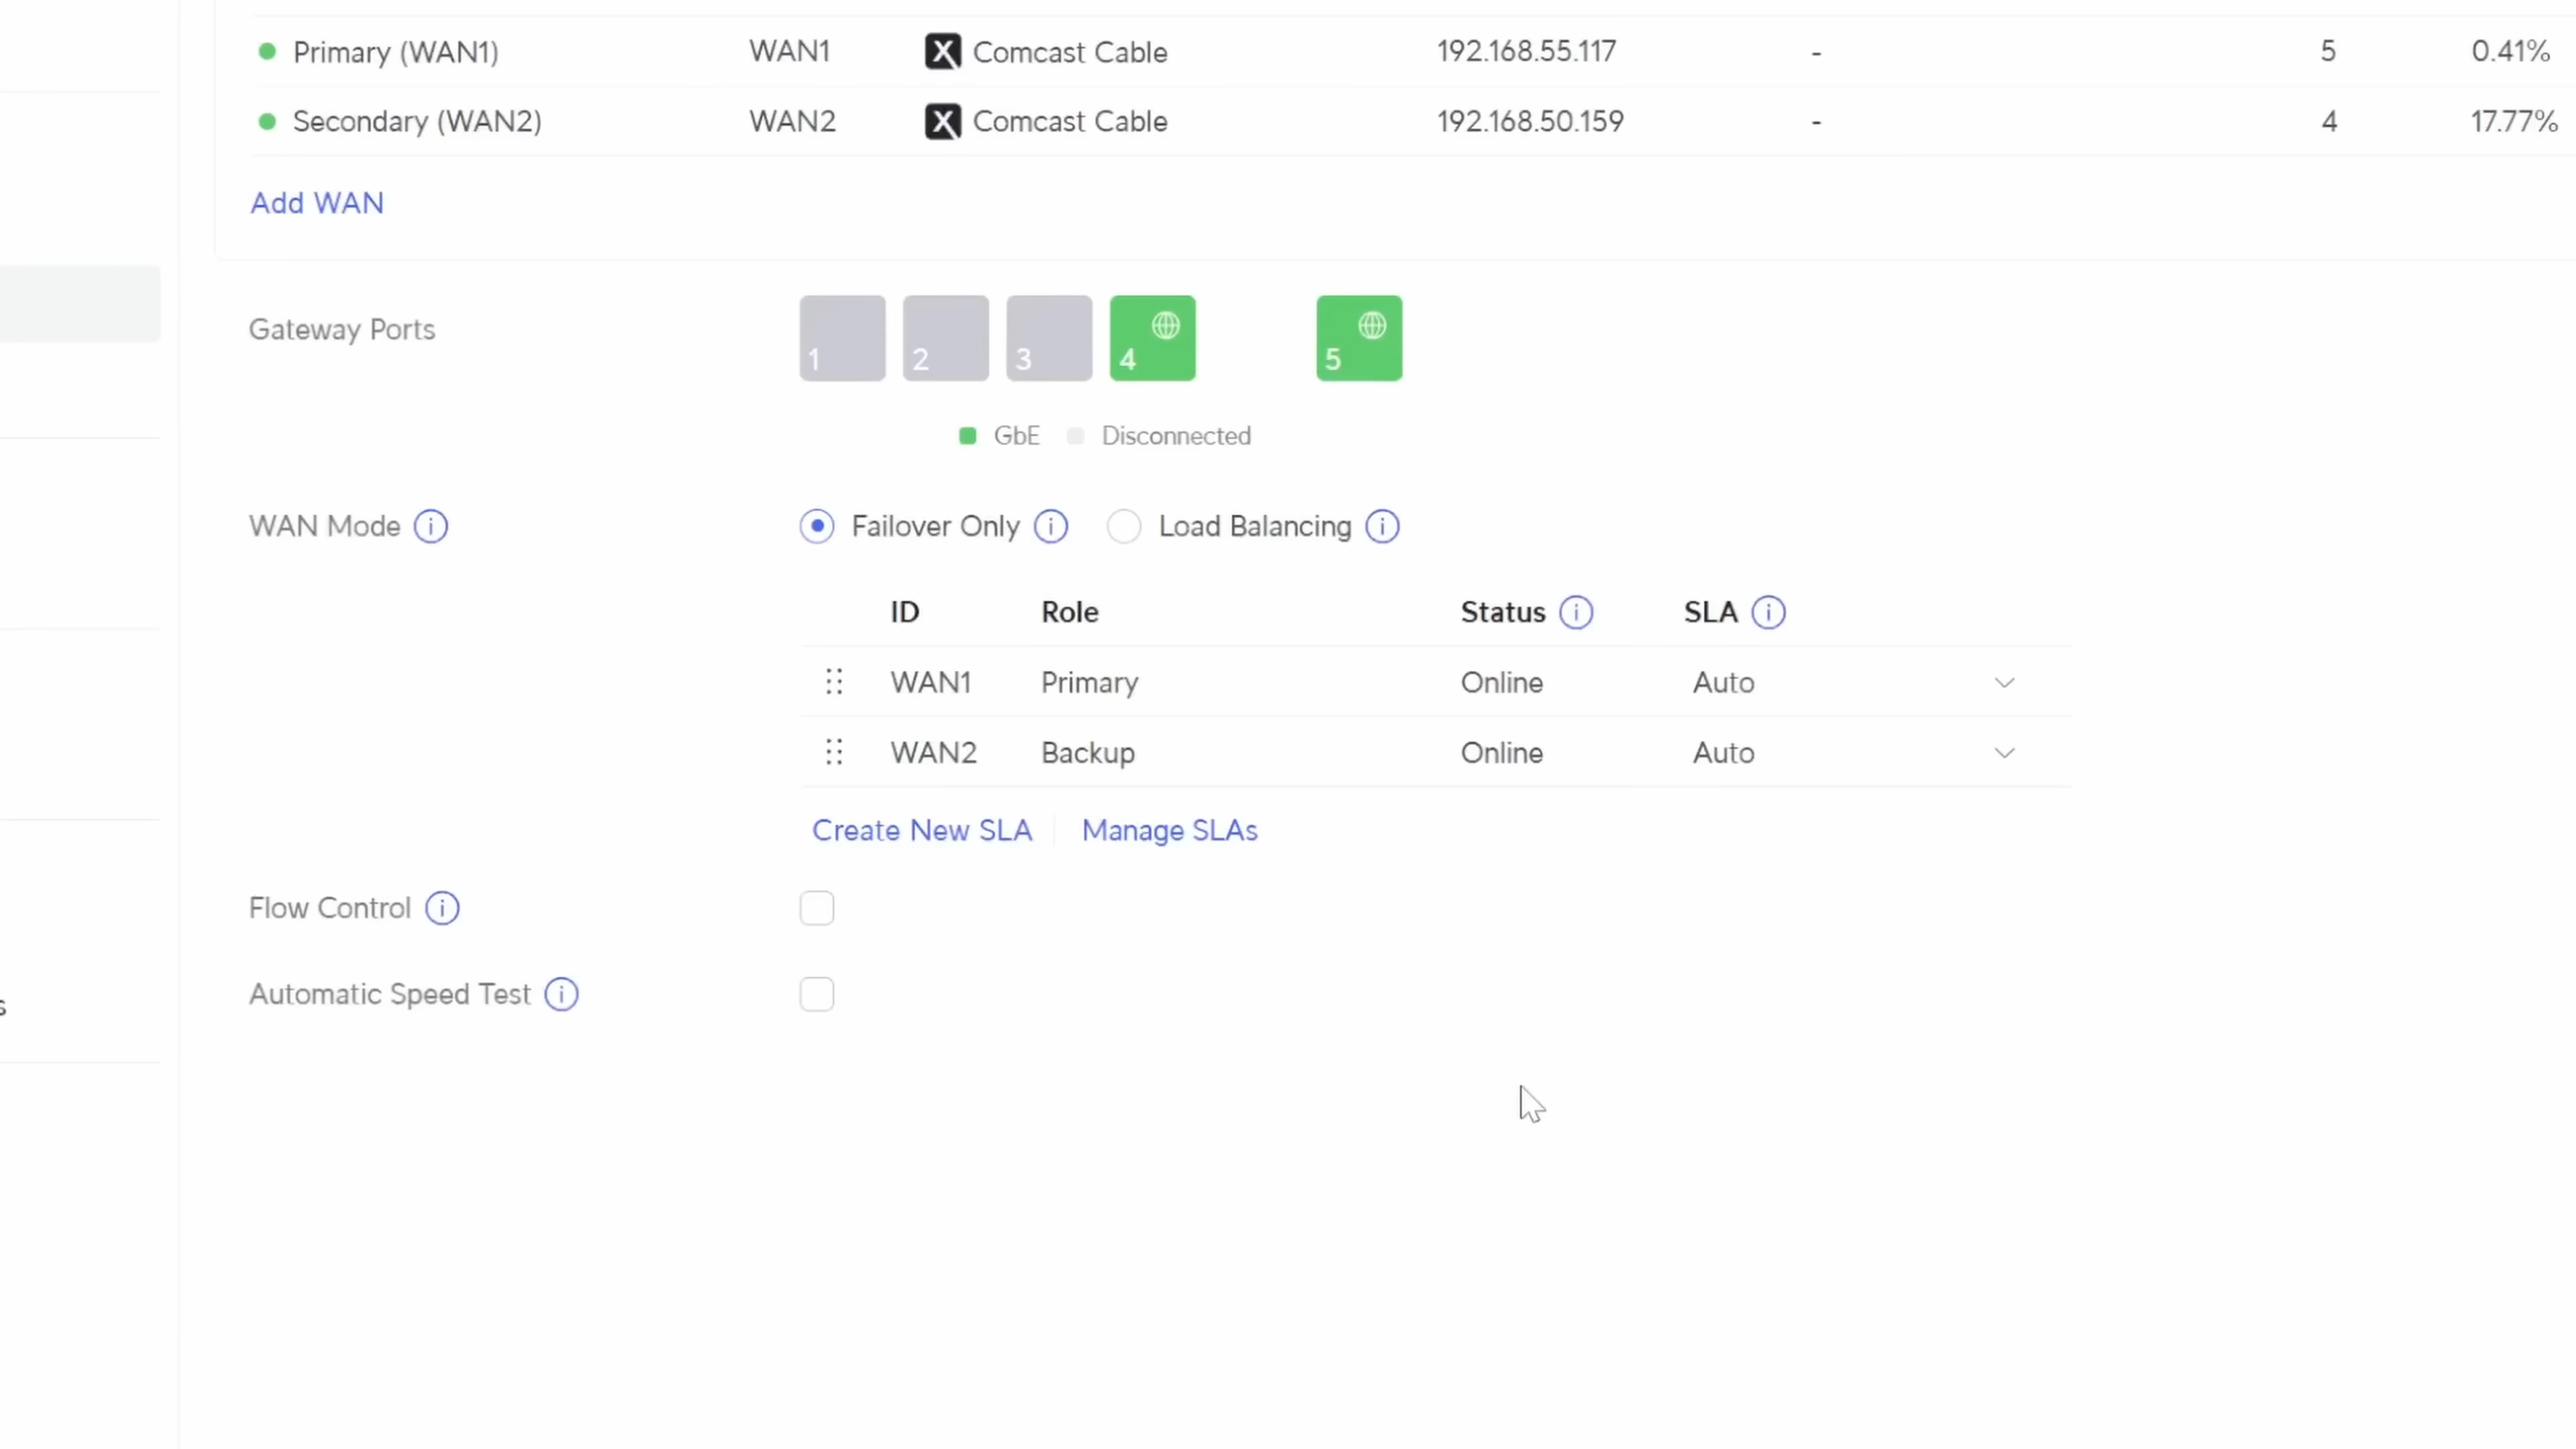 Primary (WAN1) WAN1 Comcast Cable 192.168.55.117 - 5 0.41%
Secondary (WAN2) WAN2 Comcast Cable 192.168.50.159 - 4 17.77%
Add WAN
Gateway Ports 1 2 3 4 5
GbE Disconnected
WAN Mode Failover Only Load Balancing
ID Role Status SLA
WAN1 Primary Online Auto
WAN2 Backup Online Auto
Create New SLA Manage SLAs
Flow Control
Automatic Speed Test
s